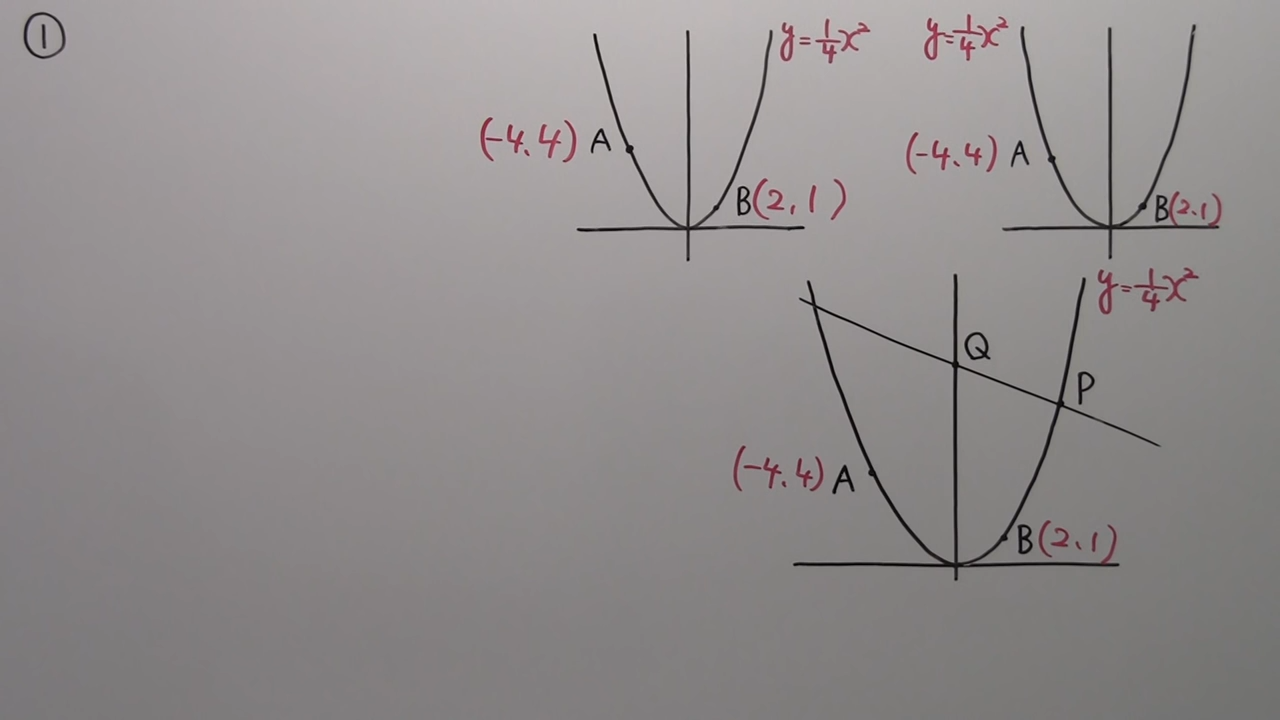 ①
y=1/4x²
(-4.4) A
B(2,1)
y=1/4x²
(-4.4) A
B(2.1)
y=1/4x²
Q
P
(-4.4) A
B(2.1)